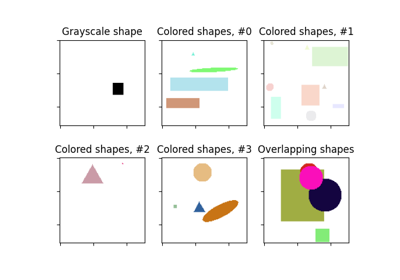 Grayscale shape
Colored shapes, #0
Colored shapes, #1
Colored shapes, #2
Colored shapes, #3
Overlapping shapes